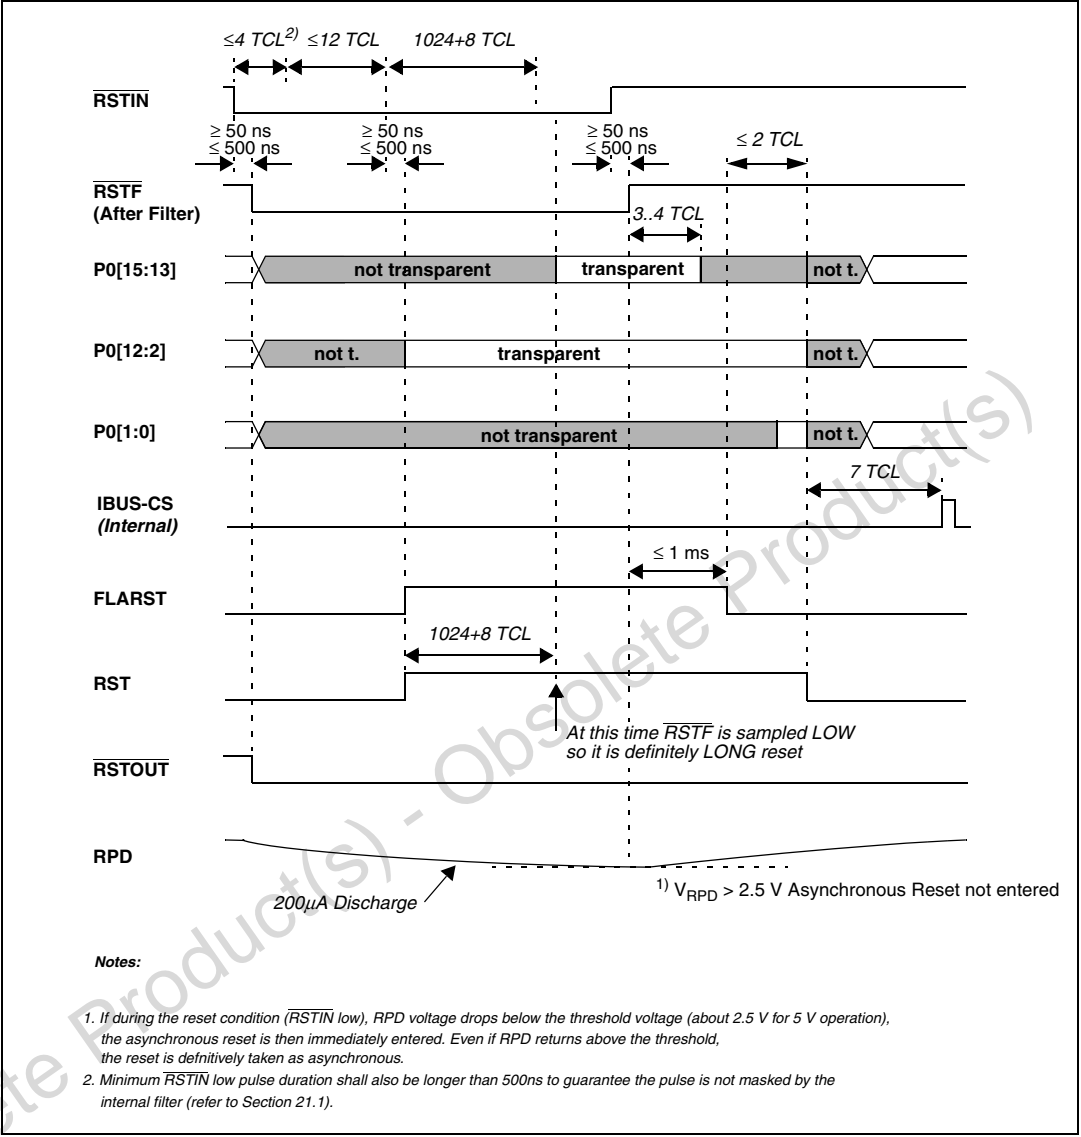 ≤4 TCL2) ≤12 TCL 1024+8 TCL
RSTIN
≥ 50 ns ≥ 50 ns ≥ 50 ns
≤ 500 ns ≤ 500 ns ≤ 500 ns
≤ 2 TCL
RSTF
(After Filter)
3..4 TCL
P0[15:13] not transparent transparent not t.
P0[12:2] not t. transparent not t.
P0[1:0] not transparent not t.
7 TCL
IBUS-CS
(Internal)
≤ 1 ms
FLARST
1024+8 TCL
RST
At this time RSTF is sampled LOW
so it is definitely LONG reset
RSTOUT
RPD
200μA Discharge
1) VRPD > 2.5 V Asynchronous Reset not entered
Notes:
1. If during the reset condition (RSTIN low), RPD voltage drops below the threshold voltage (about 2.5 V for 5 V operation),
the asynchronous reset is then immediately entered. Even if RPD returns above the threshold,
the reset is defnitively taken as asynchronous.
2. Minimum RSTIN low pulse duration shall also be longer than 500ns to guarantee the pulse is not masked by the
internal filter (refer to Section 21.1).
ete Product(s) - Obsolete Product(s)